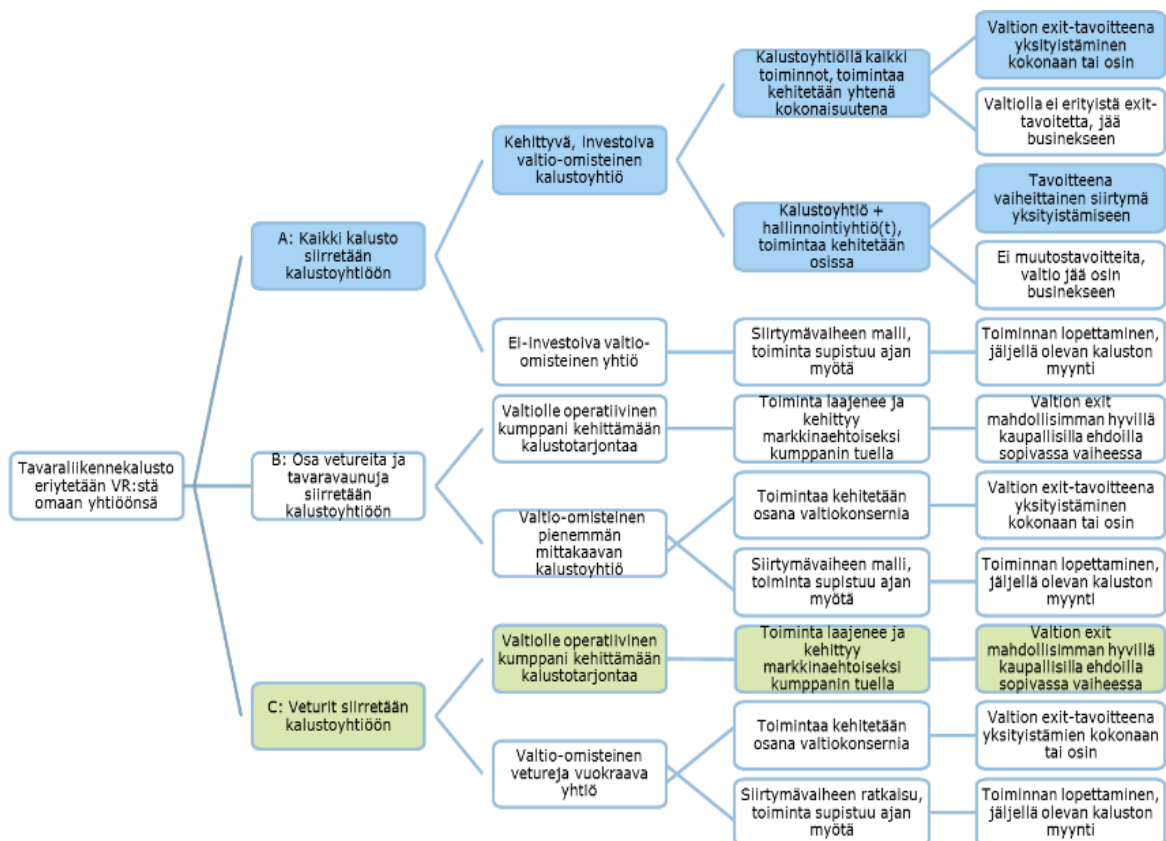 Tavaraliikennekalusto
eriytetään VR:stä
omaan yhtiöönsä
A: Kaikki kalusto
siirretään
kalustoyhtiöön
Kehittyvä, investoiva
valtio-omisteinen
kalustoyhtiö
Kalustoyhtiöllä kaikki
toiminnot, toimintaa
kehitetään yhtenä
kokonaisuutena
Valtion exit-tavoitteena
yksityistäminen
kokonaan tai osin
Valtiolla ei erityistä exit-
tavoitetta, jää
businekseen
Kalustoyhtiö +
hallinnointiyhtiö(t),
toimintaa kehitetään
osissa
Tavoitteena
vaiheittainen siirtymä
yksityistämiseen
Ei muutostavoitteita,
valtio jää osin
businekseen
Ei-investoiva valtio-
omisteinen yhtiö
Siirtymävaiheen malli,
toiminta supistuu ajan
myötä
Toiminnan lopettaminen,
jäljellä olevan kaluston
myynti
B: Osa vetureita ja
tavaravaunuja
siirretään
kalustoyhtiöön
Valtiolle operatiivinen
kumppani kehittämään
kalustotarjontaa
Toiminta laajenee ja
kehittyy
markkinaehtoiseksi
kumppanin tuella
Valtion exit
mahdollisimman hyvillä
kaupallisilla ehdoilla
sopivassa vaiheessa
Valtio-omisteinen
pienemmän
mittakaavan
kalustoyhtiö
Toimintaa kehitetään
osana valtiokonsernia
Valtion exit-tavoitteena
yksityistäminen
kokonaan tai osin
Siirtymävaiheen malli,
toiminta supistuu ajan
myötä
Toiminnan lopettaminen,
jäljellä olevan kaluston
myynti
C: Veturit siirretään
kalustoyhtiöön
Valtiolle operatiivinen
kumppani kehittämään
kalustotarjontaa
Toiminta laajenee ja
kehittyy
markkinaehtoiseksi
kumppanin tuella
Valtion exit
mahdollisimman hyvillä
kaupallisilla ehdoilla
sopivassa vaiheessa
Valtio-omisteinen
vetureja vuokraava
yhtiö
Toimintaa kehitetään
osana valtiokonsernia
Valtion exit-tavoitteena
yksityistämien kokonaan
tai osin
Siirtymävaiheen ratkaisu,
toiminta supistuu ajan
myötä
Toiminnan lopettaminen,
jäljellä olevan kaluston
myynti